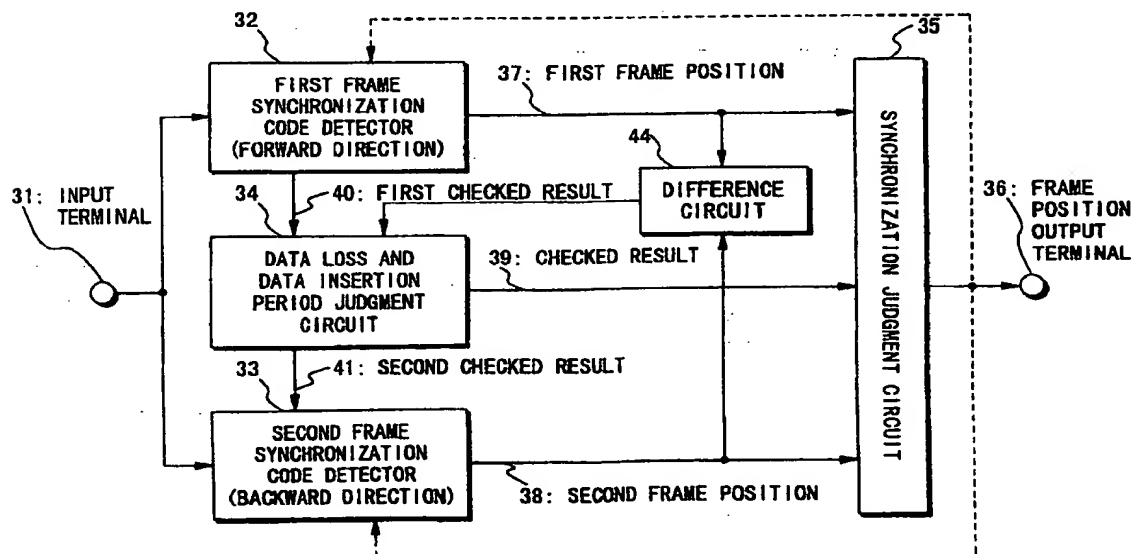 32
35
37: FIRST FRAME POSITION
FIRST FRAME
SYNCHRONIZATION
CODE DETECTOR
(FORWARD DIRECTION)
44
DIFFERENCE
CIRCUIT
31: INPUT
TERMINAL
34
40: FIRST CHECKED RESULT
DATA LOSS AND
DATA INSERTION
PERIOD JUDGMENT
CIRCUIT
39: CHECKED RESULT
SYNCHRONIZATION JUDGMENT CIRCUIT
36: FRAME
POSITION
OUTPUT
TERMINAL
33
41: SECOND CHECKED RESULT
SECOND FRAME
SYNCHRONIZATION
CODE DETECTOR
(BACKWARD DIRECTION)
38: SECOND FRAME POSITION